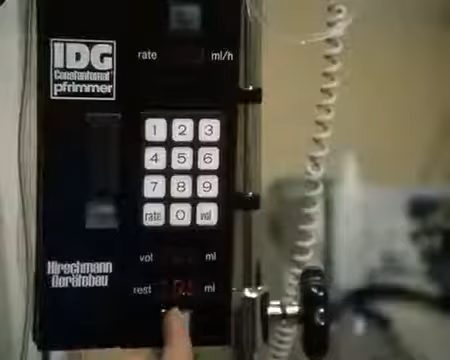 rate ml/h
IDG
Constantomat
pfrimmer
1 2 3
4 5 6
7 8 9
rate 0 vol
vol ml
Hirschmann
Gerätebau
rest ml